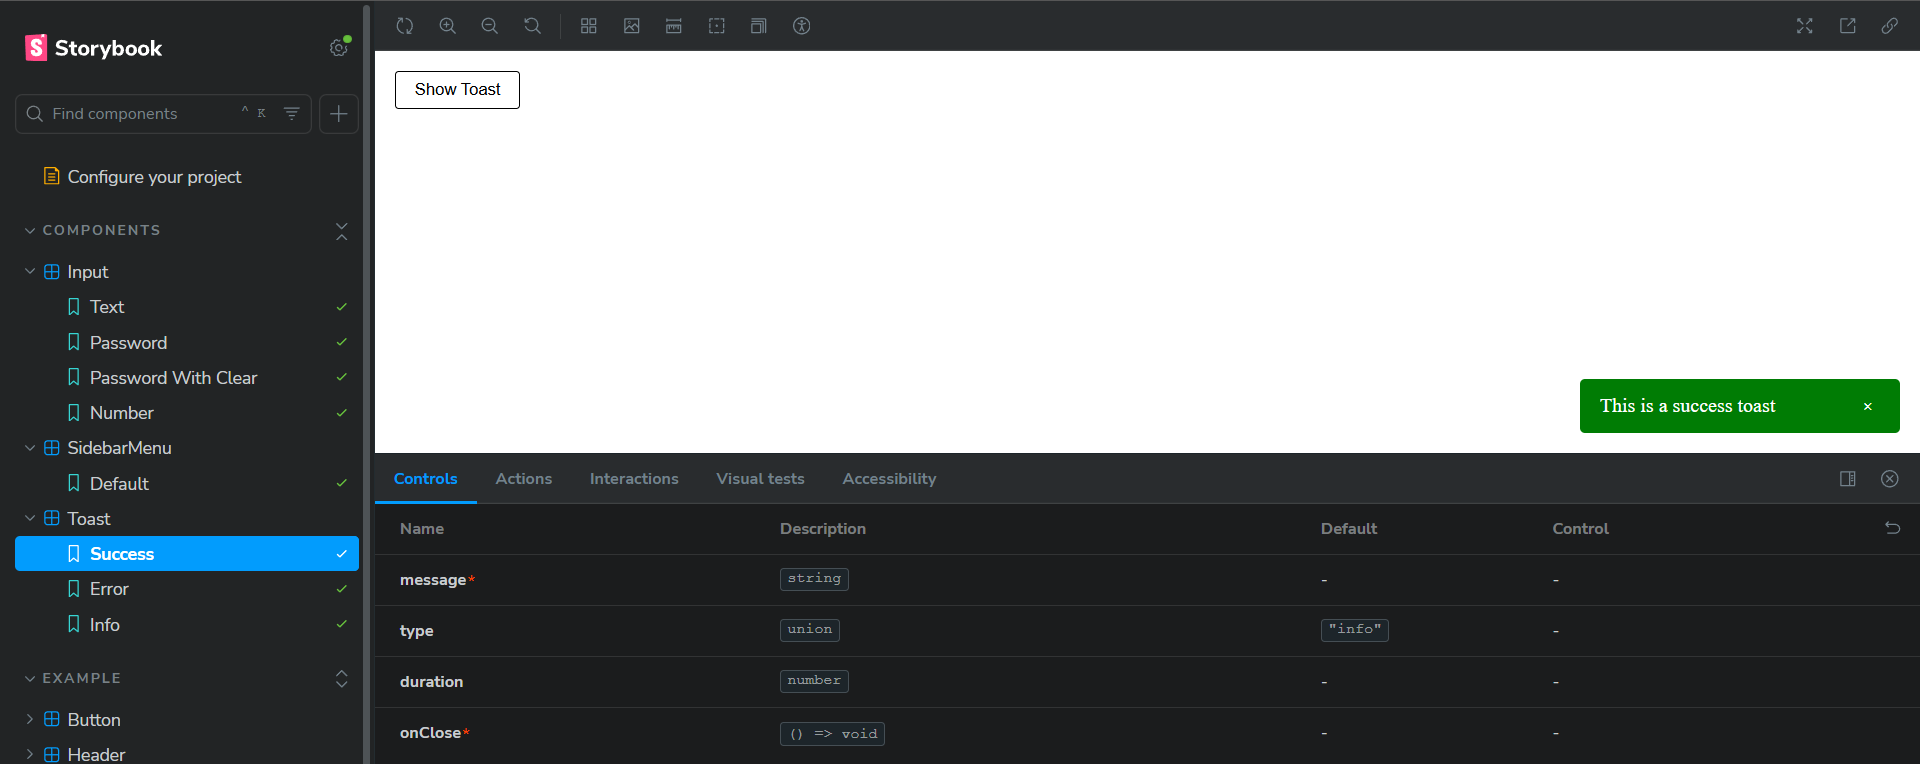 Storybook
Find components
^ K
Configure your project
COMPONENTS
Input
Text
Password
Password With Clear
Number
SidebarMenu
Default
Toast
Success
Error
Info
EXAMPLE
Button
Header
Show Toast
This is a success toast ×
Controls Actions Interactions Visual tests Accessibility
Name Description Default Control
message* string - -
type union "info" -
duration number - -
onClose* () => void - -